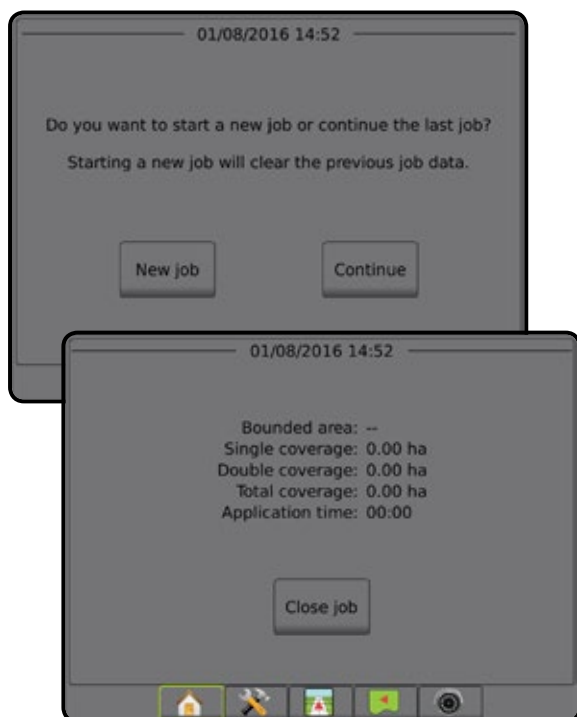 01/08/2016 14:52
Do you want to start a new job or continue the last job?
Starting a new job will clear the previous job data.
New job
Continue
01/08/2016 14:52
Bounded area: --
Single coverage: 0.00 ha
Double coverage: 0.00 ha
Total coverage: 0.00 ha
Application time: 00:00
Close job